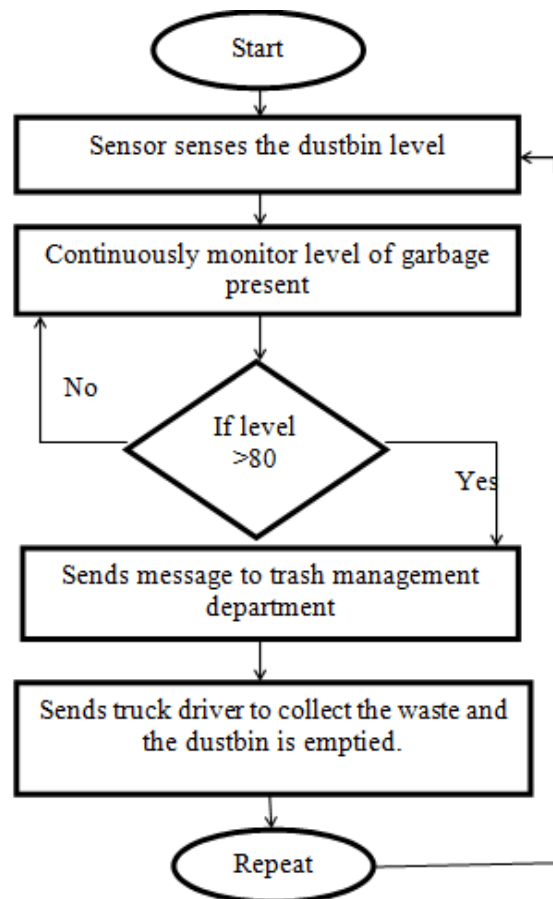 Start
Sensor senses the dustbin level
Continuously monitor level of garbage
present
No
If level
>80
Yes
Sends message to trash management
department
Sends truck driver to collect the waste and
the dustbin is emptied.
Repeat